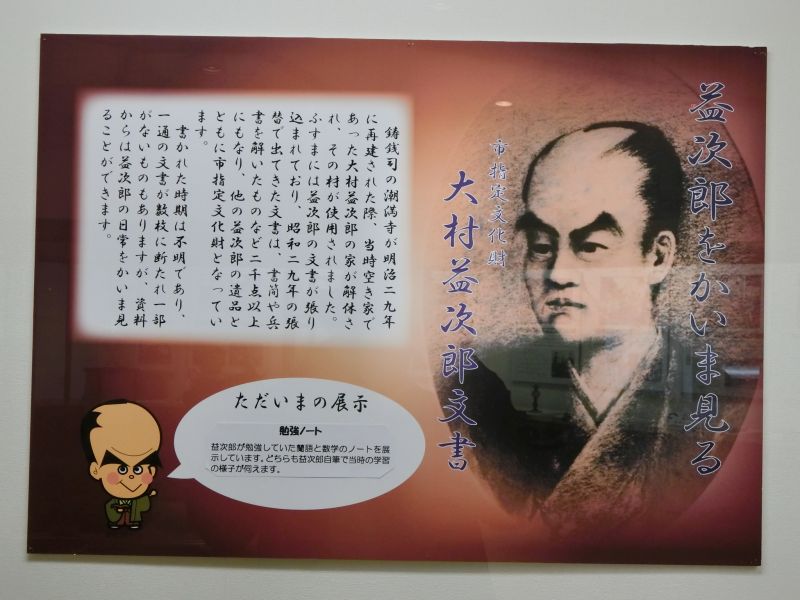 益次郎をかいま見る
市指定文化財
大村益次郎文書
鋳銭司の潮満寺が明治二九年
に再建された際、当時空き家で
あった大村益次郎の家が解体さ
れ、その材が使用されました。
ふすまには益次郎の文書が張り
込まれており、昭和二九年の張
替で出てきた文書は、書簡や兵
書を解いたものなど二千点以上
にもなり、他の益次郎の遺品と
ともに市指定文化財となってい
ます。
書かれた時期は不明であり、
一通の文書が数枚に断たれ一部
がないものもありますが、資料
からは益次郎の日常をかいま見
ることができます。
ただいまの展示
勉強ノート
益次郎が勉強していた蘭語と数学のノートを展
示しています。どちらも益次郎自筆で当時の学習
の様子が伺えます。